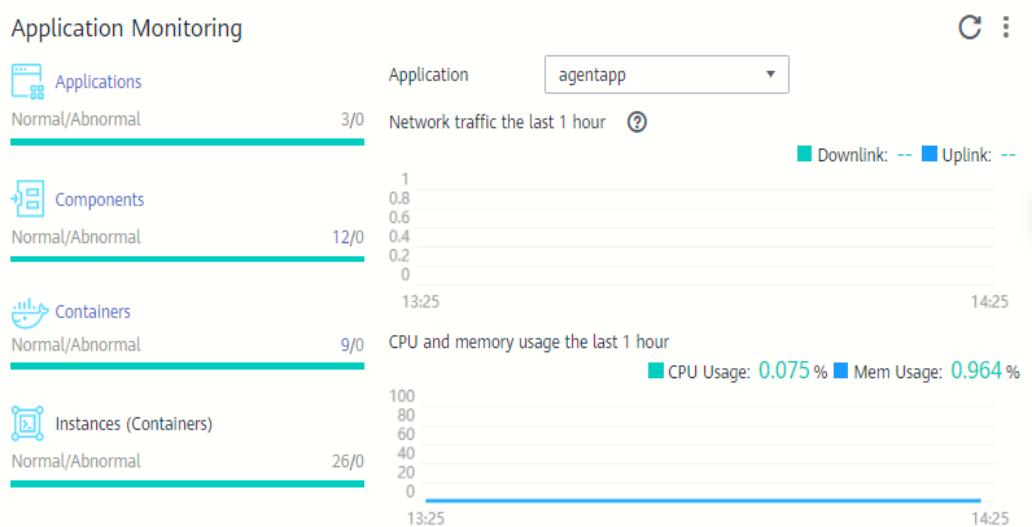 Application Monitoring
Applications
Normal/Abnormal 3/0
Components
Normal/Abnormal 12/0
Containers
Normal/Abnormal 9/0
Instances (Containers)
Normal/Abnormal 26/0
Application agentapp
Network traffic the last 1 hour ?
Downlink: -- Uplink: --
1
0.8
0.6
0.4
0.2
0
13:25 14:25
CPU and memory usage the last 1 hour
CPU Usage: 0.075 % Mem Usage: 0.964 %
100
80
60
40
20
0
13:25 14:25